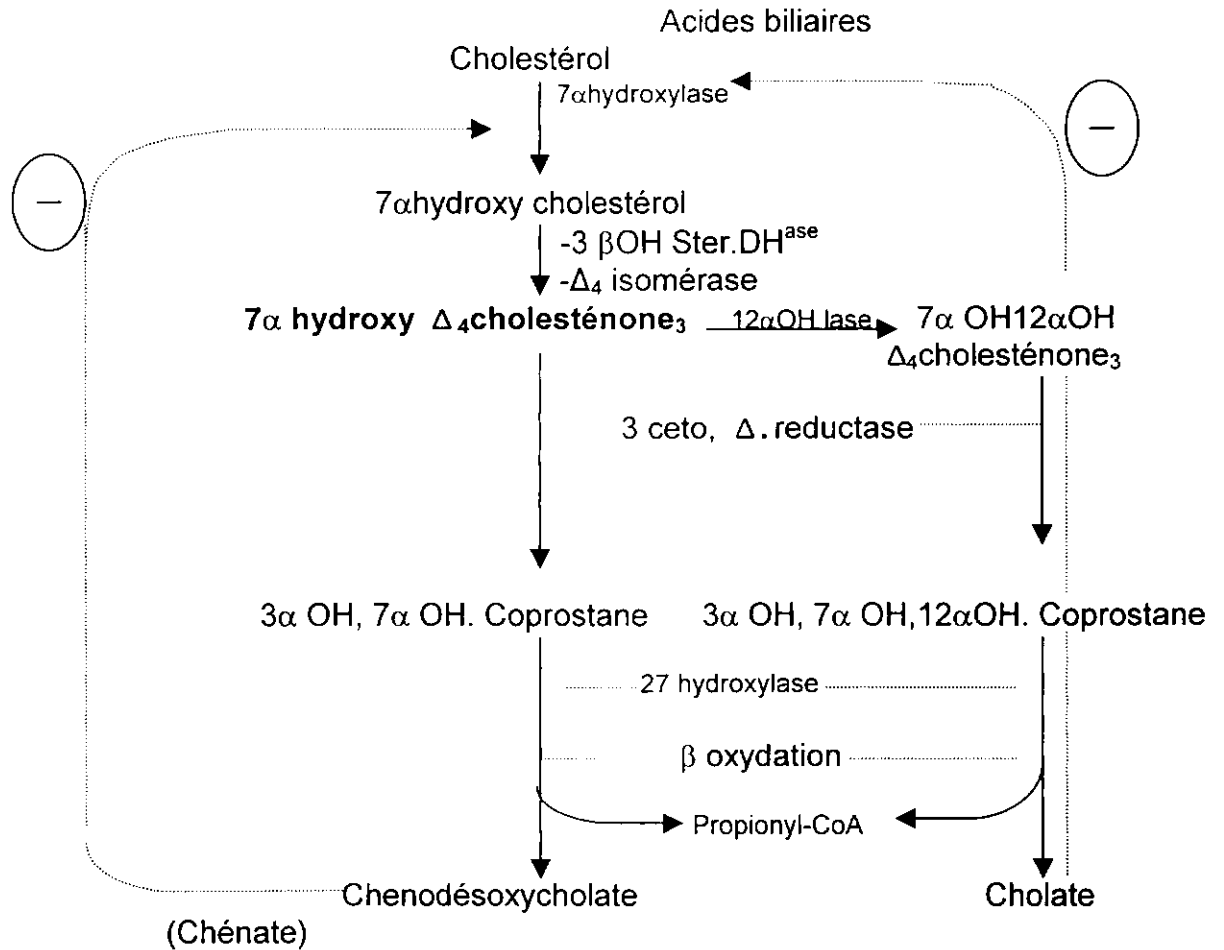 Acides biliaires
Cholestérol
7αhydroxylase
−
−
7αhydroxy cholestérol
-3 βOH Ster.DHase
-Δ4 isomérase
7α hydroxy Δ4cholesténone3
12αOH lase
7α OH12αOH
Δ4cholesténone3
3 ceto, Δ.reductase
3α OH, 7α OH. Coprostane
3α OH, 7α OH,12αOH. Coprostane
27 hydroxylase
β oxydation
Propionyl-CoA
Chenodésoxycholate
Cholate
(Chénate)